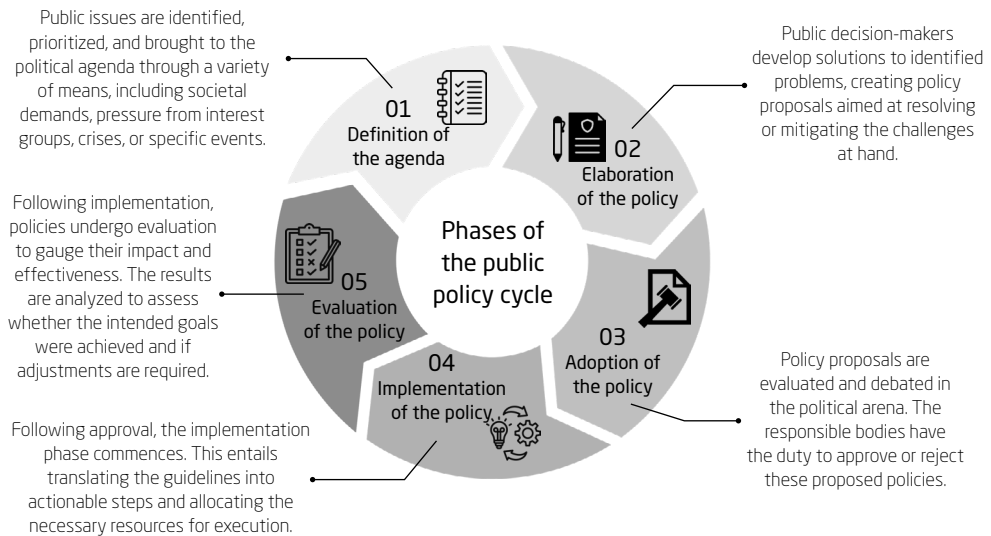 Public issues are identified,
prioritized, and brought to the
political agenda through a variety
of means, including societal
demands, pressure from interest
groups, crises, or specific events.
01
Definition of
the agenda
Public decision-makers
develop solutions to identified
problems, creating policy
proposals aimed at resolving
or mitigating the challenges
at hand.
02
Elaboration
of the policy
Phases of
the public
policy cycle
03
Adoption of
the policy
Policy proposals are
evaluated and debated in
the political arena. The
responsible bodies have
the duty to approve or reject
these proposed policies.
04
Implementation
of the policy
Following approval, the implementation
phase commences. This entails
translating the guidelines into
actionable steps and allocating the
necessary resources for execution.
05
Evaluation
of the policy
Following implementation,
policies undergo evaluation
to gauge their impact and
effectiveness. The results
are analyzed to assess
whether the intended goals
were achieved and if
adjustments are required.